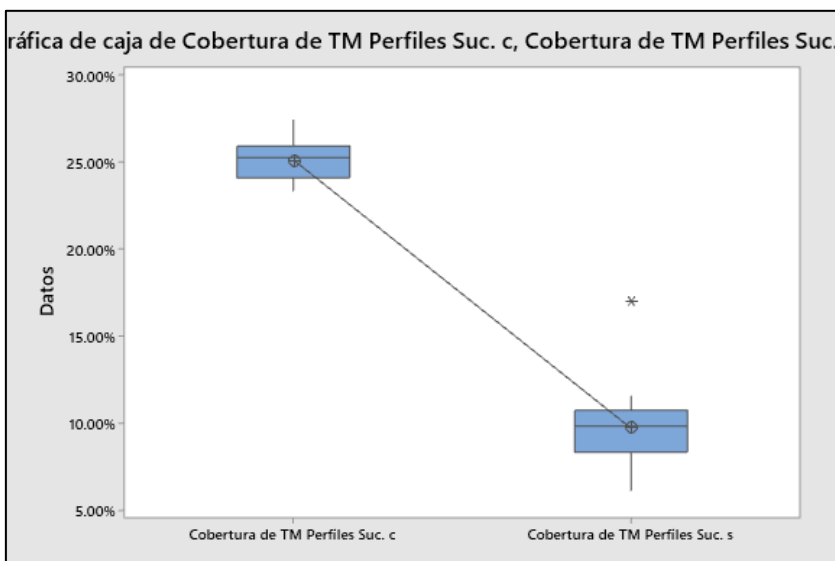 ráfica de caja de Cobertura de TM Perfiles Suc. c, Cobertura de TM Perfiles Suc.
30.00%
25.00%
20.00%
15.00%
10.00%
5.00%
Datos
Cobertura de TM Perfiles Suc. c
Cobertura de TM Perfiles Suc. s